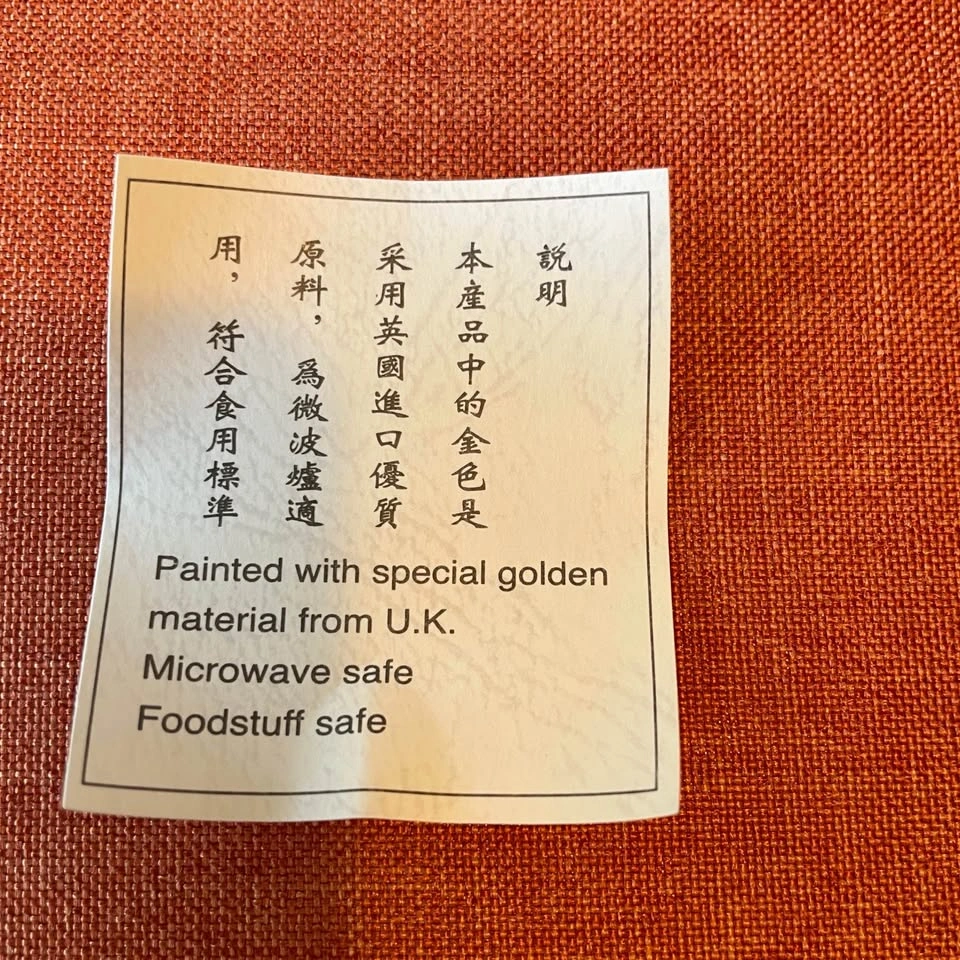 説明
本產品中的金色是
采用英國進口優質
原料，爲微波爐適
用，符合食用標準
Painted with special golden
material from U.K.
Microwave safe
Foodstuff safe